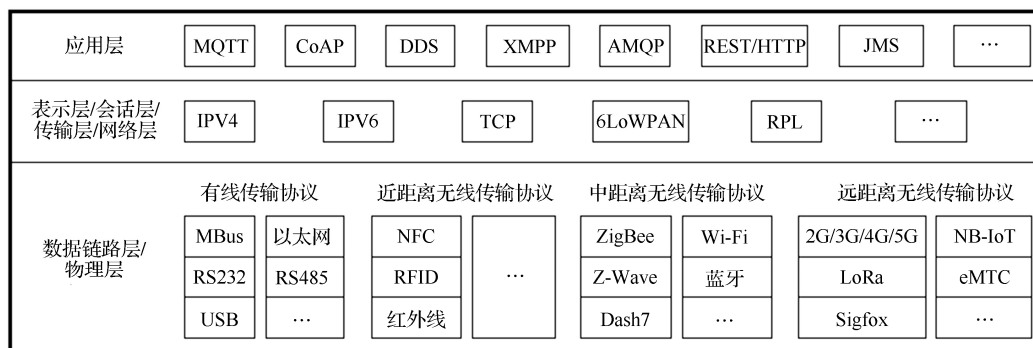 应用层
MQTT
CoAP
DDS
XMPP
AMQP
REST/HTTP
JMS
…
表示层/会话层/
传输层/网络层
IPV4
IPV6
TCP
6LoWPAN
RPL
…
数据链路层/
物理层
有线传输协议
MBus
以太网
RS232
RS485
USB
…
近距离无线传输协议
NFC
RFID
红外线
…
中距离无线传输协议
ZigBee
Wi-Fi
Z-Wave
蓝牙
Dash7
…
远距离无线传输协议
2G/3G/4G/5G
NB-IoT
LoRa
eMTC
Sigfox
…